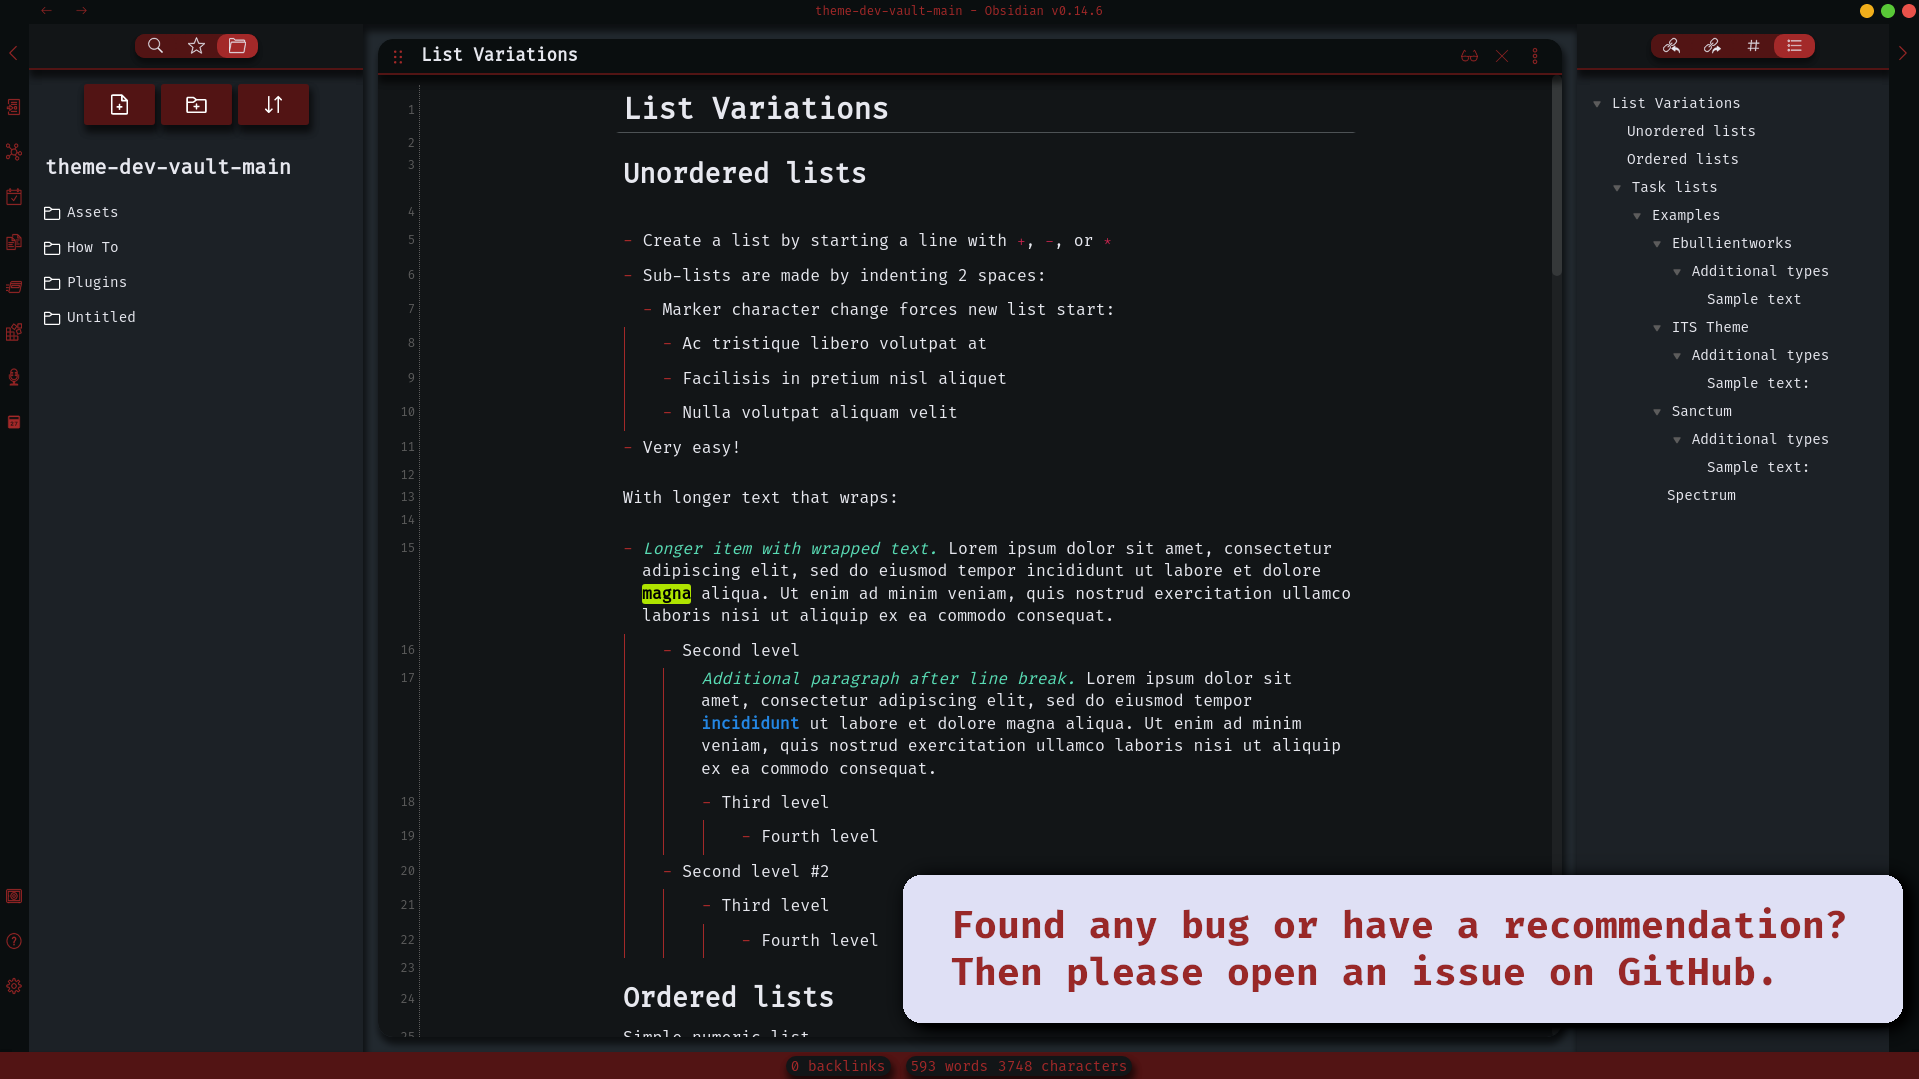 theme-dev-vault-main - Obsidian v0.14.6
List Variations
theme-dev-vault-main
Assets
How To
Plugins
Untitled
1 List Variations
2
3 Unordered lists
4
5 - Create a list by starting a line with +, -, or *
6 - Sub-lists are made by indenting 2 spaces:
7 - Marker character change forces new list start:
8 - Ac tristique libero volutpat at
9 - Facilisis in pretium nisl aliquet
10 - Nulla volutpat aliquam velit
11 - Very easy!
12
13 With longer text that wraps:
14
15 - Longer item with wrapped text. Lorem ipsum dolor sit amet, consectetur
adipiscing elit, sed do eiusmod tempor incididunt ut labore et dolore
magna aliqua. Ut enim ad minim veniam, quis nostrud exercitation ullamco
laboris nisi ut aliquip ex ea commodo consequat.
16 - Second level
17 Additional paragraph after line break. Lorem ipsum dolor sit
amet, consectetur adipiscing elit, sed do eiusmod tempor
incididunt ut labore et dolore magna aliqua. Ut enim ad minim
veniam, quis nostrud exercitation ullamco laboris nisi ut aliquip
ex ea commodo consequat.
18 - Third level
19 - Fourth level
20 - Second level #2
21 - Third level
22 - Fourth level
23
24 Ordered lists
25 Simple numeric list
List Variations
Unordered lists
Ordered lists
Task lists
Examples
Ebullientworks
Additional types
Sample text
ITS Theme
Additional types
Sample text:
Sanctum
Additional types
Sample text:
Spectrum
Found any bug or have a recommendation?
Then please open an issue on GitHub.
0 backlinks 593 words 3748 characters